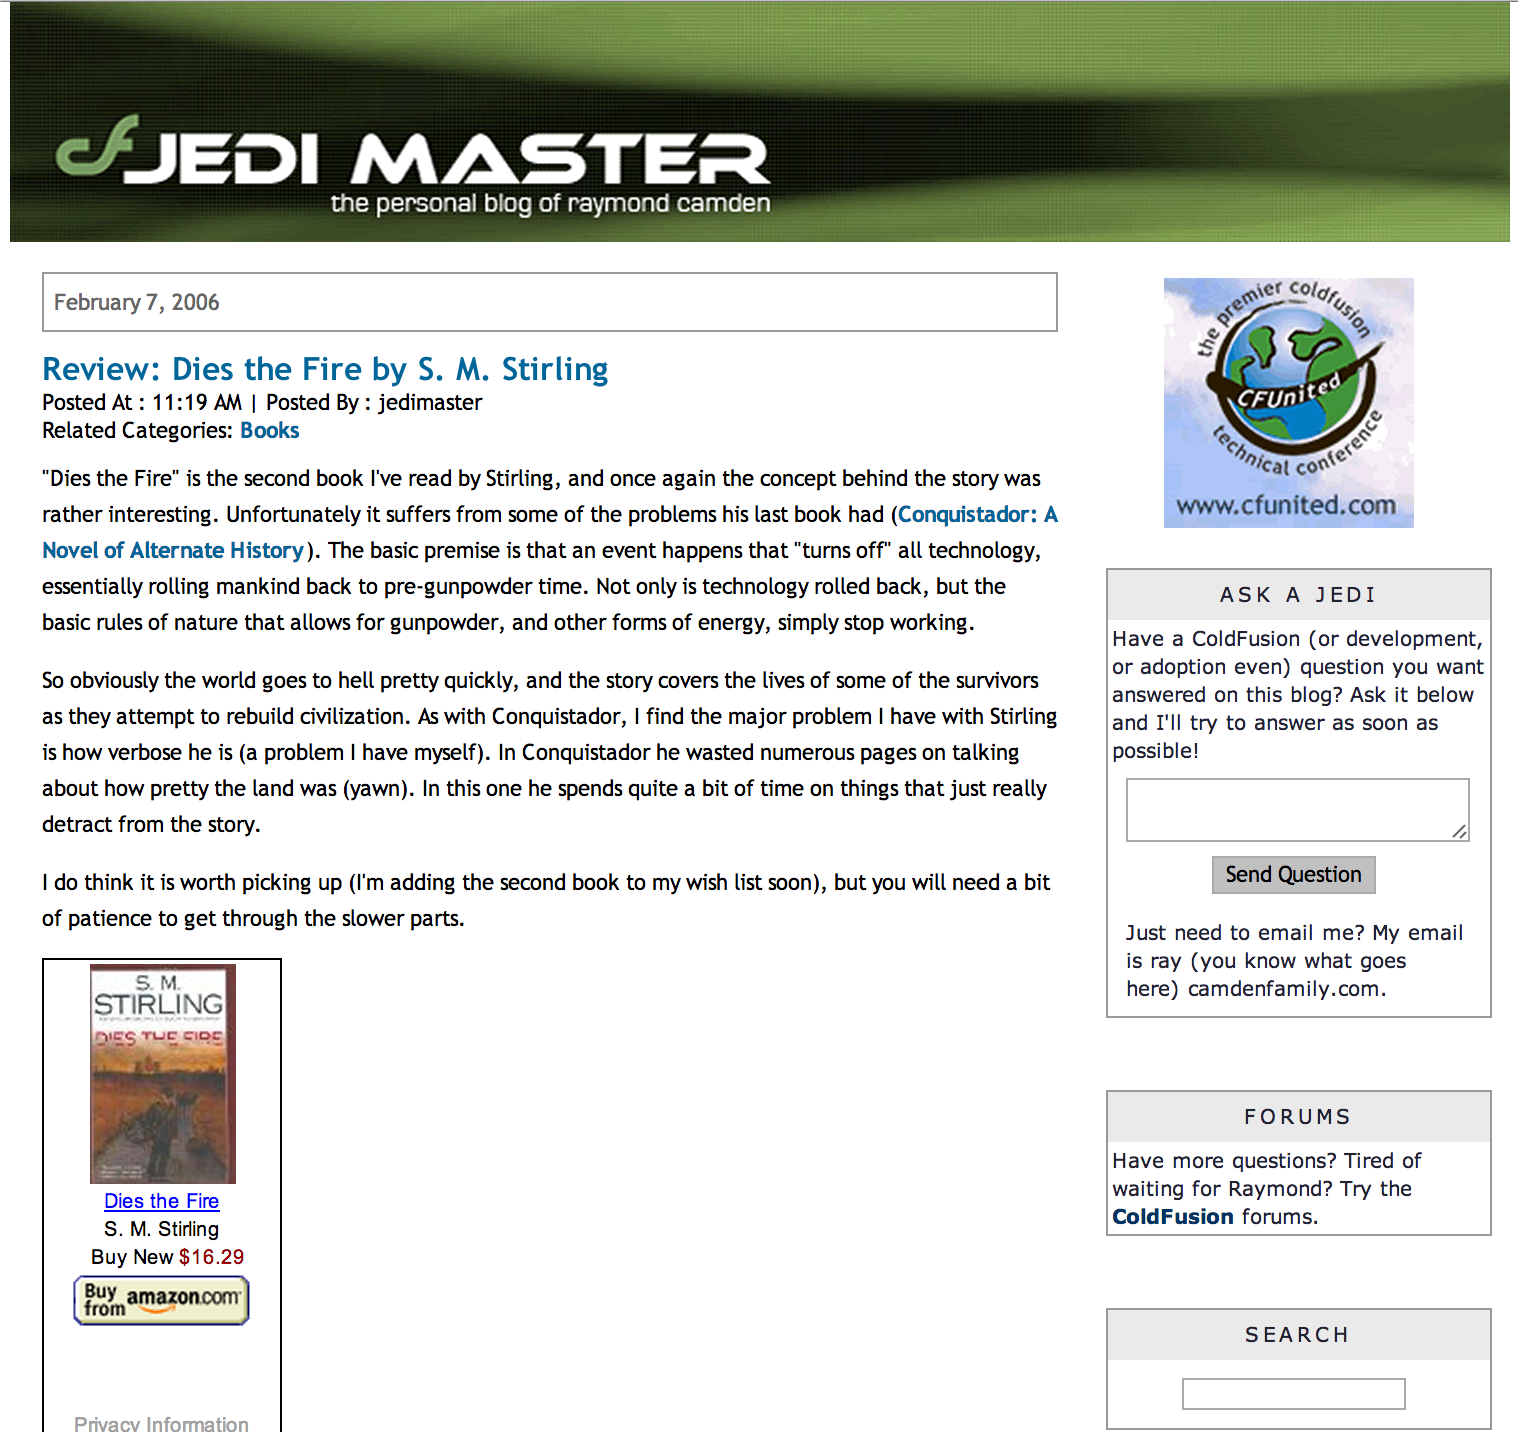 cf JEDI MASTER
the personal blog of raymond camden
February 7, 2006
Review: Dies the Fire by S. M. Stirling
Posted At : 11:19 AM | Posted By : jedimaster
Related Categories: Books
"Dies the Fire" is the second book I've read by Stirling, and once again the concept behind the story was
rather interesting. Unfortunately it suffers from some of the problems his last book had (Conquistador: A
Novel of Alternate History). The basic premise is that an event happens that "turns off" all technology,
essentially rolling mankind back to pre-gunpowder time. Not only is technology rolled back, but the
basic rules of nature that allows for gunpowder, and other forms of energy, simply stop working.
So obviously the world goes to hell pretty quickly, and the story covers the lives of some of the survivors
as they attempt to rebuild civilization. As with Conquistador, I find the major problem I have with Stirling
is how verbose he is (a problem I have myself). In Conquistador he wasted numerous pages on talking
about how pretty the land was (yawn). In this one he spends quite a bit of time on things that just really
detract from the story.
I do think it is worth picking up (I'm adding the second book to my wish list soon), but you will need a bit
of patience to get through the slower parts.
S. M.
STIRLING
DIES THE FIRE
Dies the Fire
S. M. Stirling
Buy New $16.29
Buy
from amazon.com
Privacy Information
the premier coldfusion
CFUnited
technical conference
www.cfunited.com
ASK A JEDI
Have a ColdFusion (or development,
or adoption even) question you want
answered on this blog? Ask it below
and I'll try to answer as soon as
possible!
Send Question
Just need to email me? My email
is ray (you know what goes
here) camdenfamily.com.
FORUMS
Have more questions? Tired of
waiting for Raymond? Try the
ColdFusion forums.
SEARCH